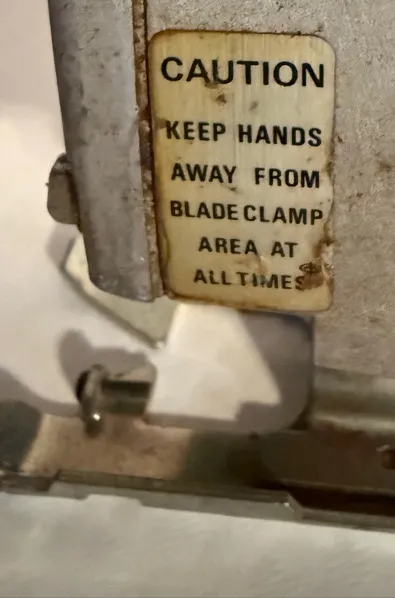 CAUTION
KEEP HANDS
AWAY FROM
BLADE CLAMP
AREA AT
ALL TIMES